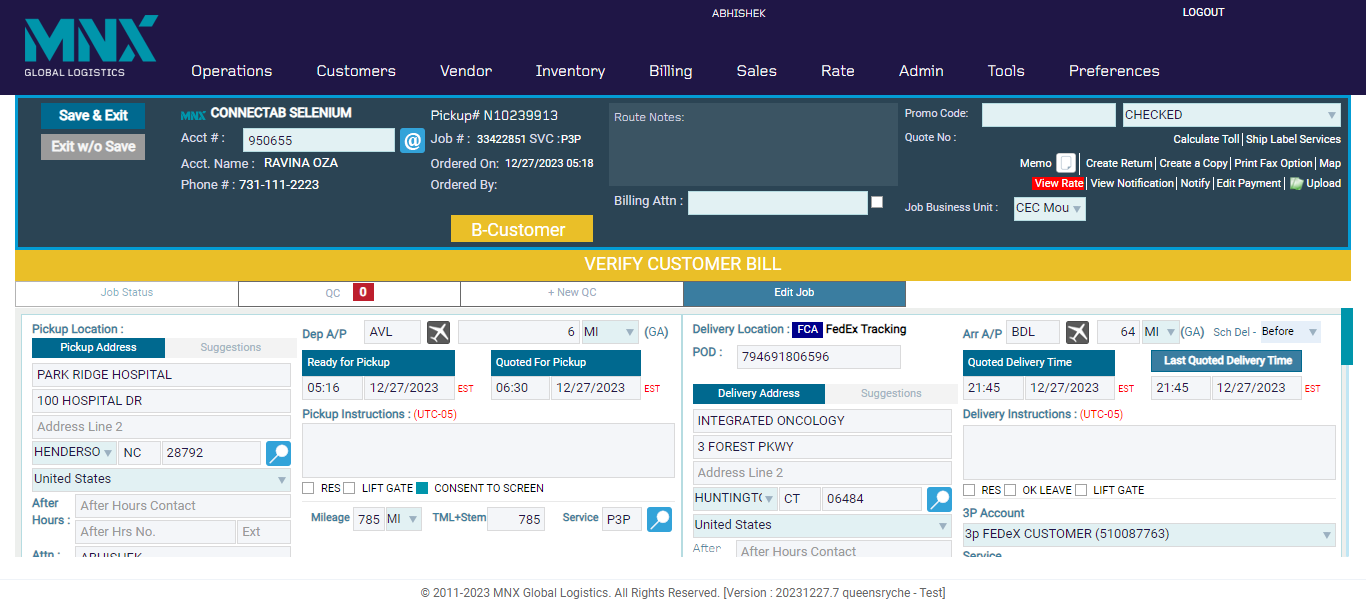 ABHISHEK
LOGOUT
MNX
GLOBAL LOGISTICS
Operations Customers Vendor Inventory Billing Sales Rate Admin Tools Preferences
Save & Exit
Exit w/o Save
MNX CONNECTAB SELENIUM
Acct # : 950655 @
Acct. Name : RAVINA OZA
Phone # : 731-111-2223
Pickup# N10239913
Job # : 33422851 SVC : P3P
Ordered On: 12/27/2023 05:18
Ordered By:
B-Customer
Route Notes:
Billing Attn :
Promo Code: CHECKED
Quote No :
Calculate Toll | Ship Label Services
Memo | Create Return | Create a Copy | Print Fax Option | Map
View Rate | View Notification | Notify | Edit Payment | Upload
Job Business Unit : CEC Mou
VERIFY CUSTOMER BILL
Job Status QC 0 + New QC Edit Job
Pickup Location :
Pickup Address Suggestions
PARK RIDGE HOSPITAL
100 HOSPITAL DR
Address Line 2
HENDERSO NC 28792
United States
After Hours : After Hours Contact
After Hrs No. Ext
Attn : ABHISHEK
Dep A/P AVL 6 MI (GA)
Ready for Pickup Quoted For Pickup
05:16 12/27/2023 EST 06:30 12/27/2023 EST
Pickup Instructions : (UTC-05)
RES LIFT GATE CONSENT TO SCREEN
Mileage 785 MI TML+Stem 785 Service P3P
Delivery Location : FCA FedEx Tracking
POD : 794691806596
Delivery Address Suggestions
INTEGRATED ONCOLOGY
3 FOREST PKWY
Address Line 2
HUNTINGT CT 06484
United States
After After Hours Contact
Arr A/P BDL 64 MI (GA) Sch Del - Before
Quoted Delivery Time Last Quoted Delivery Time
21:45 12/27/2023 EST 21:45 12/27/2023 EST
Delivery Instructions : (UTC-05)
RES OK LEAVE LIFT GATE
3P Account
3p FEDeX CUSTOMER (510087763)
Service
© 2011-2023 MNX Global Logistics. All Rights Reserved. [Version : 20231227.7 queensryche - Test]